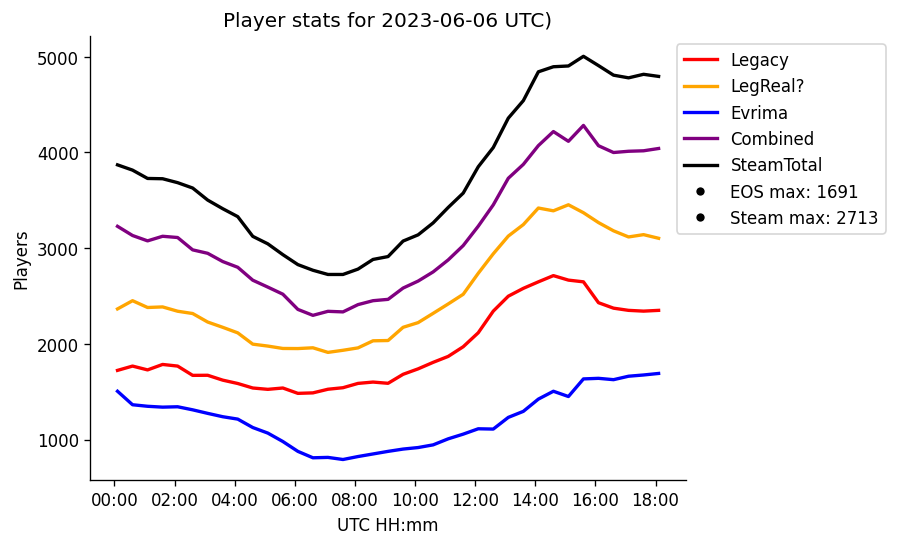 Player stats for 2023-06-06 UTC)
Players
5000
4000
3000
2000
1000
00:00 02:00 04:00 06:00 08:00 10:00 12:00 14:00 16:00 18:00
UTC HH:mm
Legacy
LegReal?
Evrima
Combined
SteamTotal
EOS max: 1691
Steam max: 2713